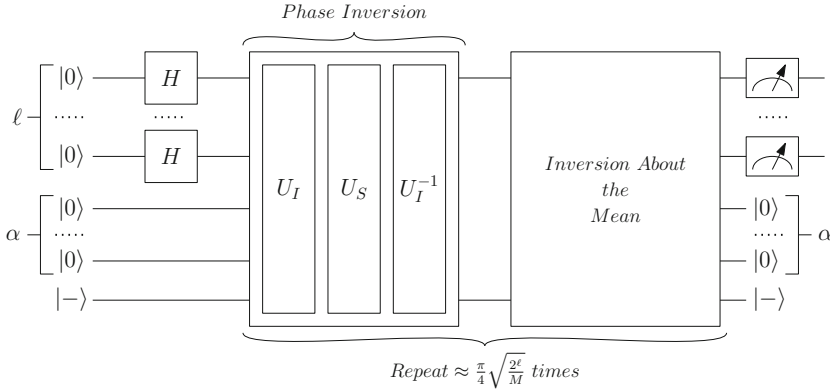 Phase Inversion
|0⟩ H
ℓ ..... .....  .....
|0⟩ H
U_I U_S U_I^{-1}
Inversion About
the
Mean
|0⟩ |0⟩
α ..... ..... α
|0⟩ |0⟩
|−⟩ |−⟩
Repeat ≈ π/4 √(2^ℓ/M) times